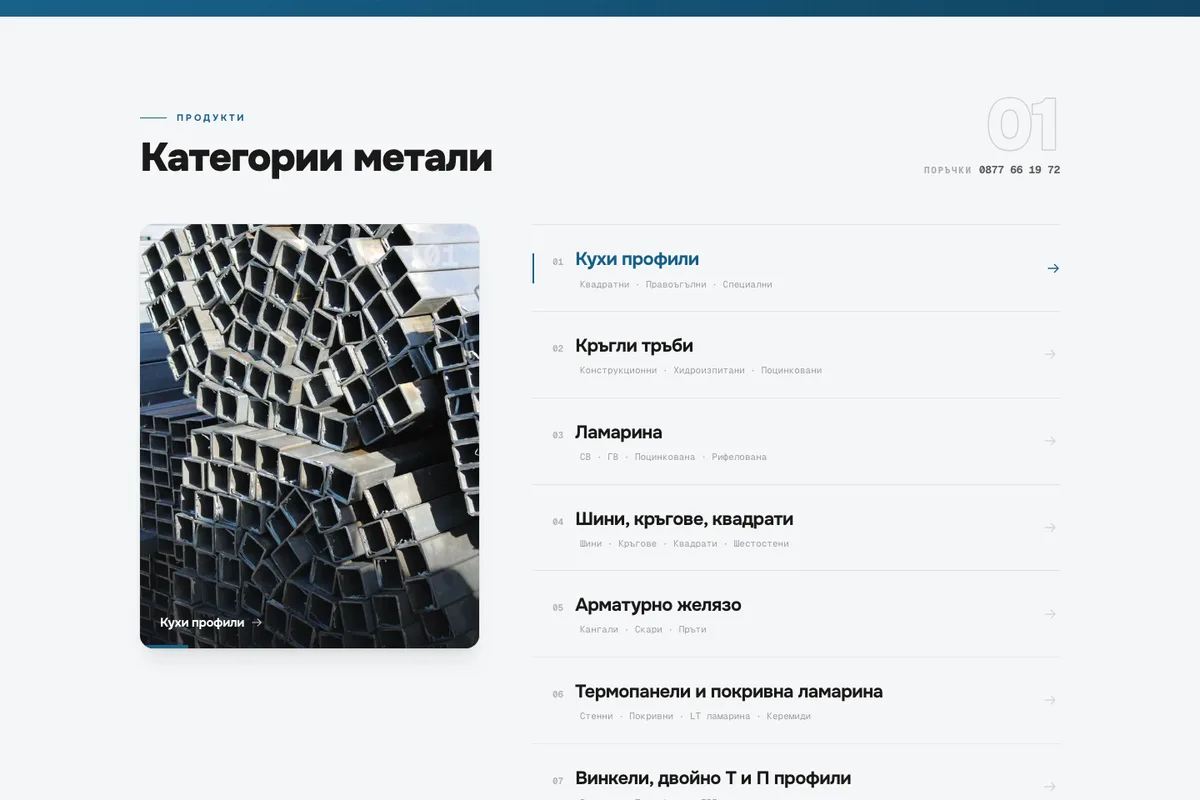 ПРОДУКТИ
Категории метали
01
ПОРЪЧКИ 0877 66 19 72
01
Кухи профили →
01 Кухи профили →
Квадратни · Правоъгълни · Специални
02 Кръгли тръби →
Конструкционни · Хидроизпитани · Поцинковани
03 Ламарина →
СВ · ГВ · Поцинкована · Рифелована
04 Шини, кръгове, квадрати →
Шини · Кръгове · Квадрати · Шестостени
05 Арматурно желязо →
Кангали · Скари · Пръти
06 Термопанели и покривна ламарина →
Стенни · Покривни · LT ламарина · Керемиди
07 Винкели, двойно Т и П профили →